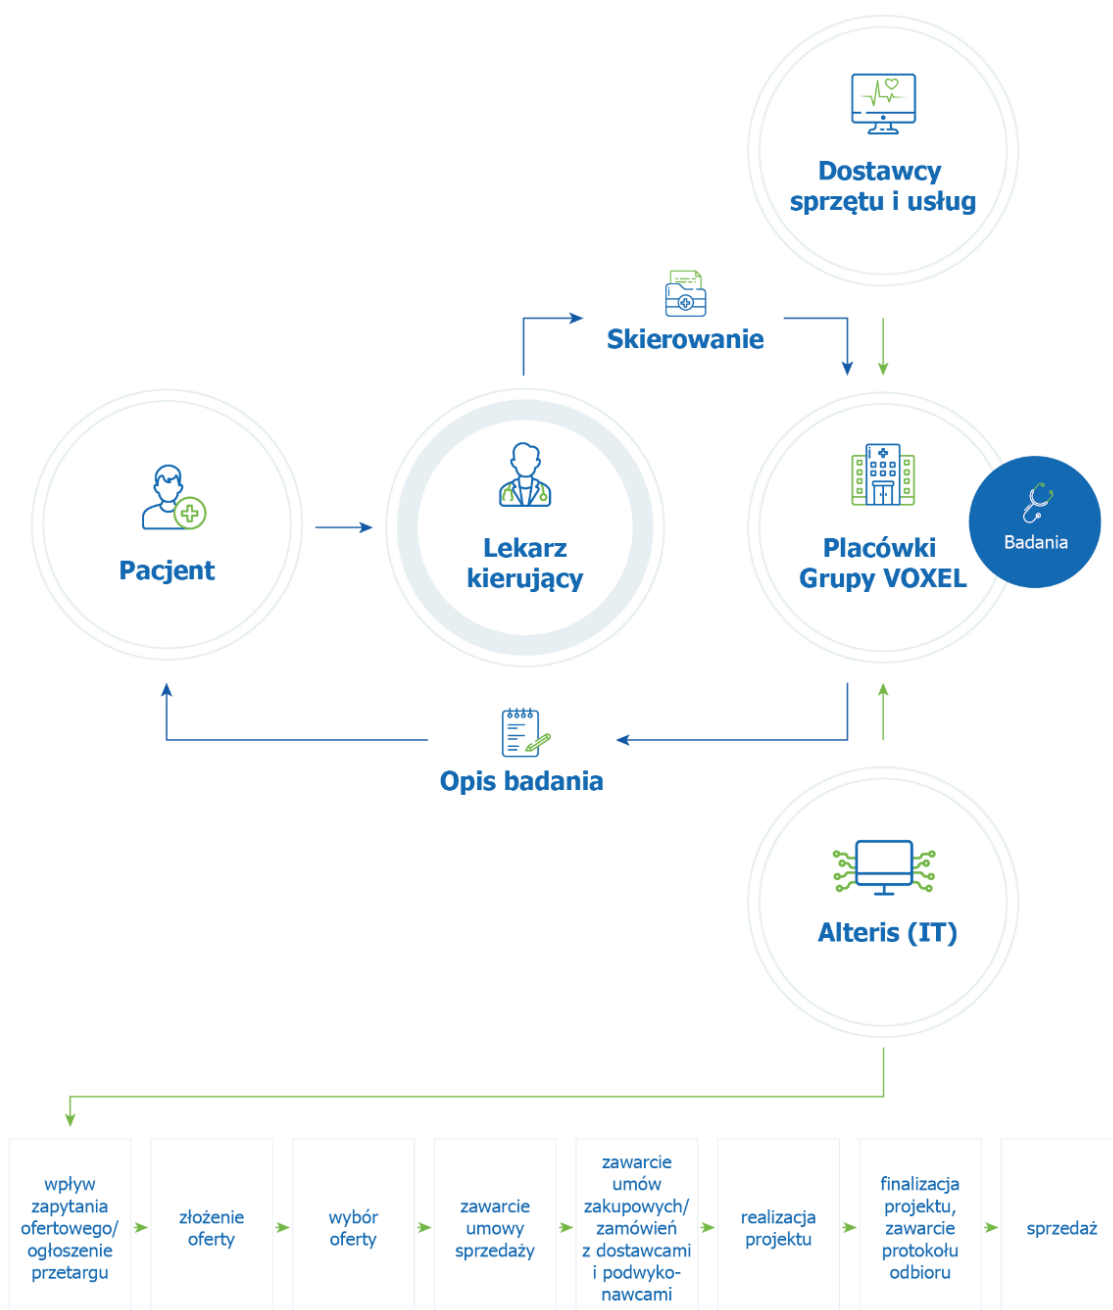 Dostawcy
sprzętu i usług
Skierowanie
Pacjent
Lekarz
kierujący
Placówki
Grupy VOXEL
Badania
Opis badania
Alteris (IT)
wpływ
zapytania
ofertowego/
ogłoszenie
przetargu
złożenie
oferty
wybór
oferty
zawarcie
umowy
sprzedaży
zawarcie
umów
zakupowych/
zamówień
z dostawcami
i podwyko-
nawcami
realizacja
projektu
finalizacja
projektu,
zawarcie
protokołu
odbioru
sprzedaż